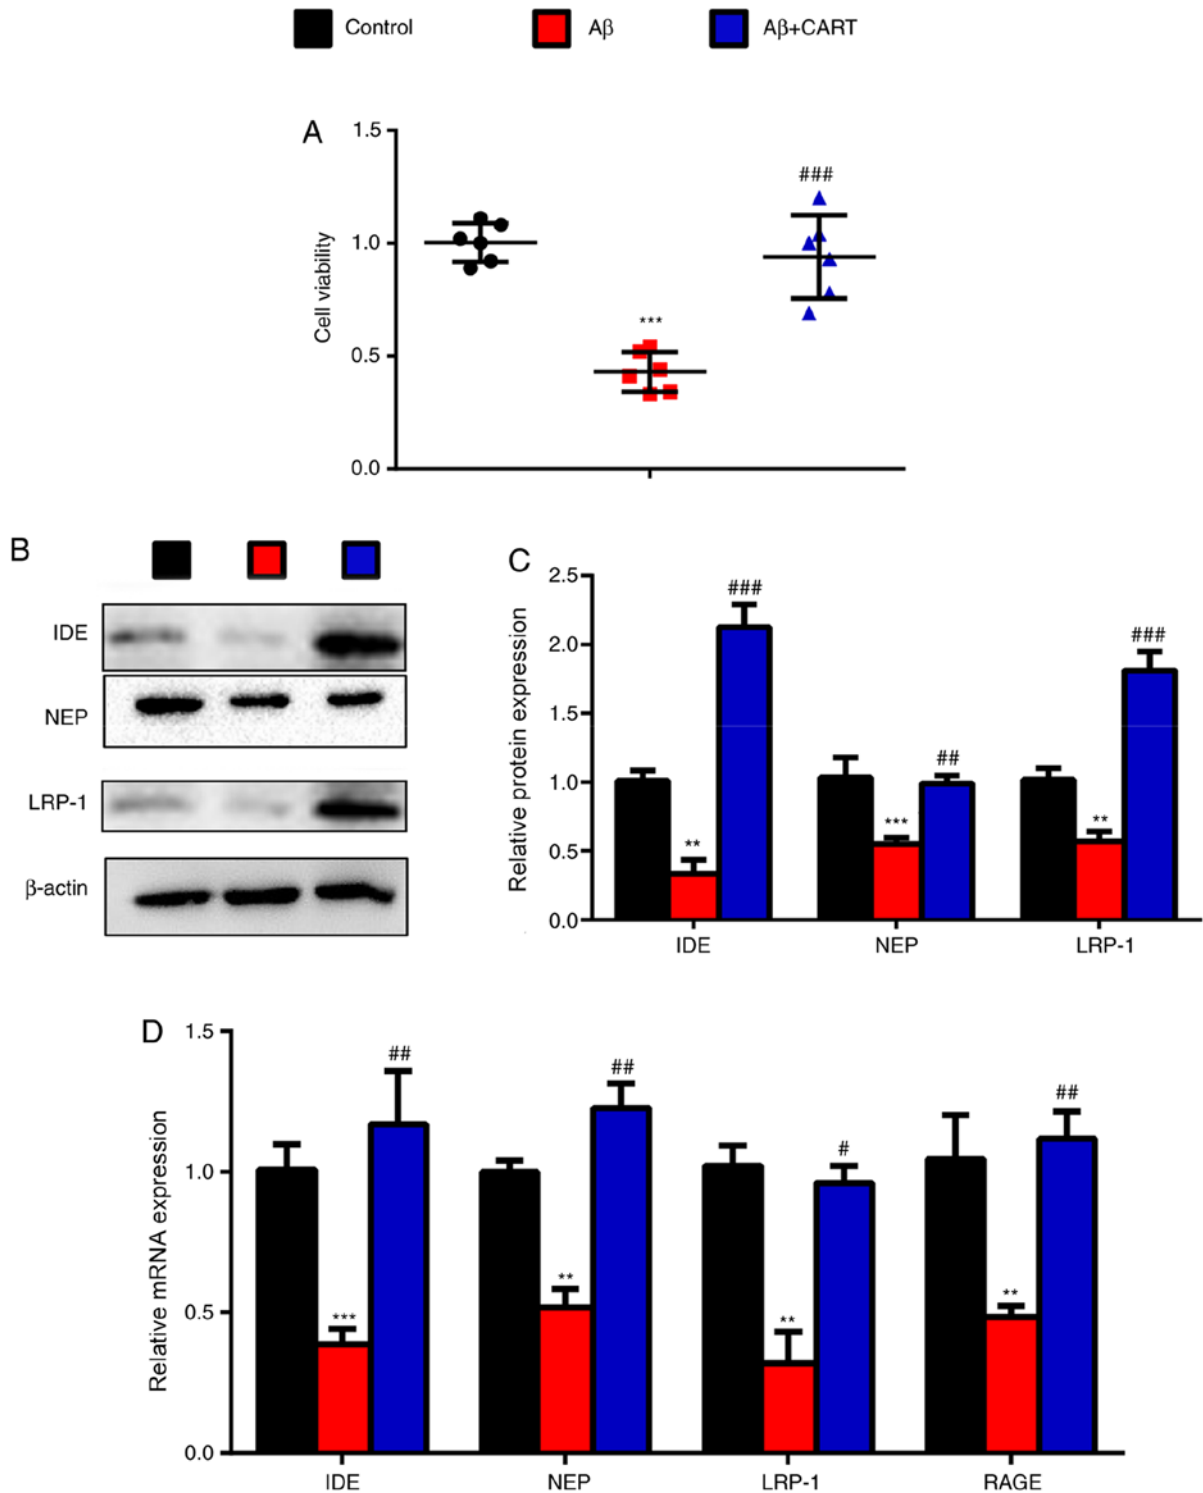 Control Aβ Aβ+CART
A
1.5
1.0
0.5
0.0
Cell viability
***
###
B
IDE
NEP
LRP-1
β-actin
C
2.5
2.0
1.5
1.0
0.5
0.0
Relative protein expression
** ### *** ## ** ###
IDE NEP LRP-1
D
1.5
1.0
0.5
0.0
Relative mRNA expression
*** ## ** ## ** # ** ##
IDE NEP LRP-1 RAGE